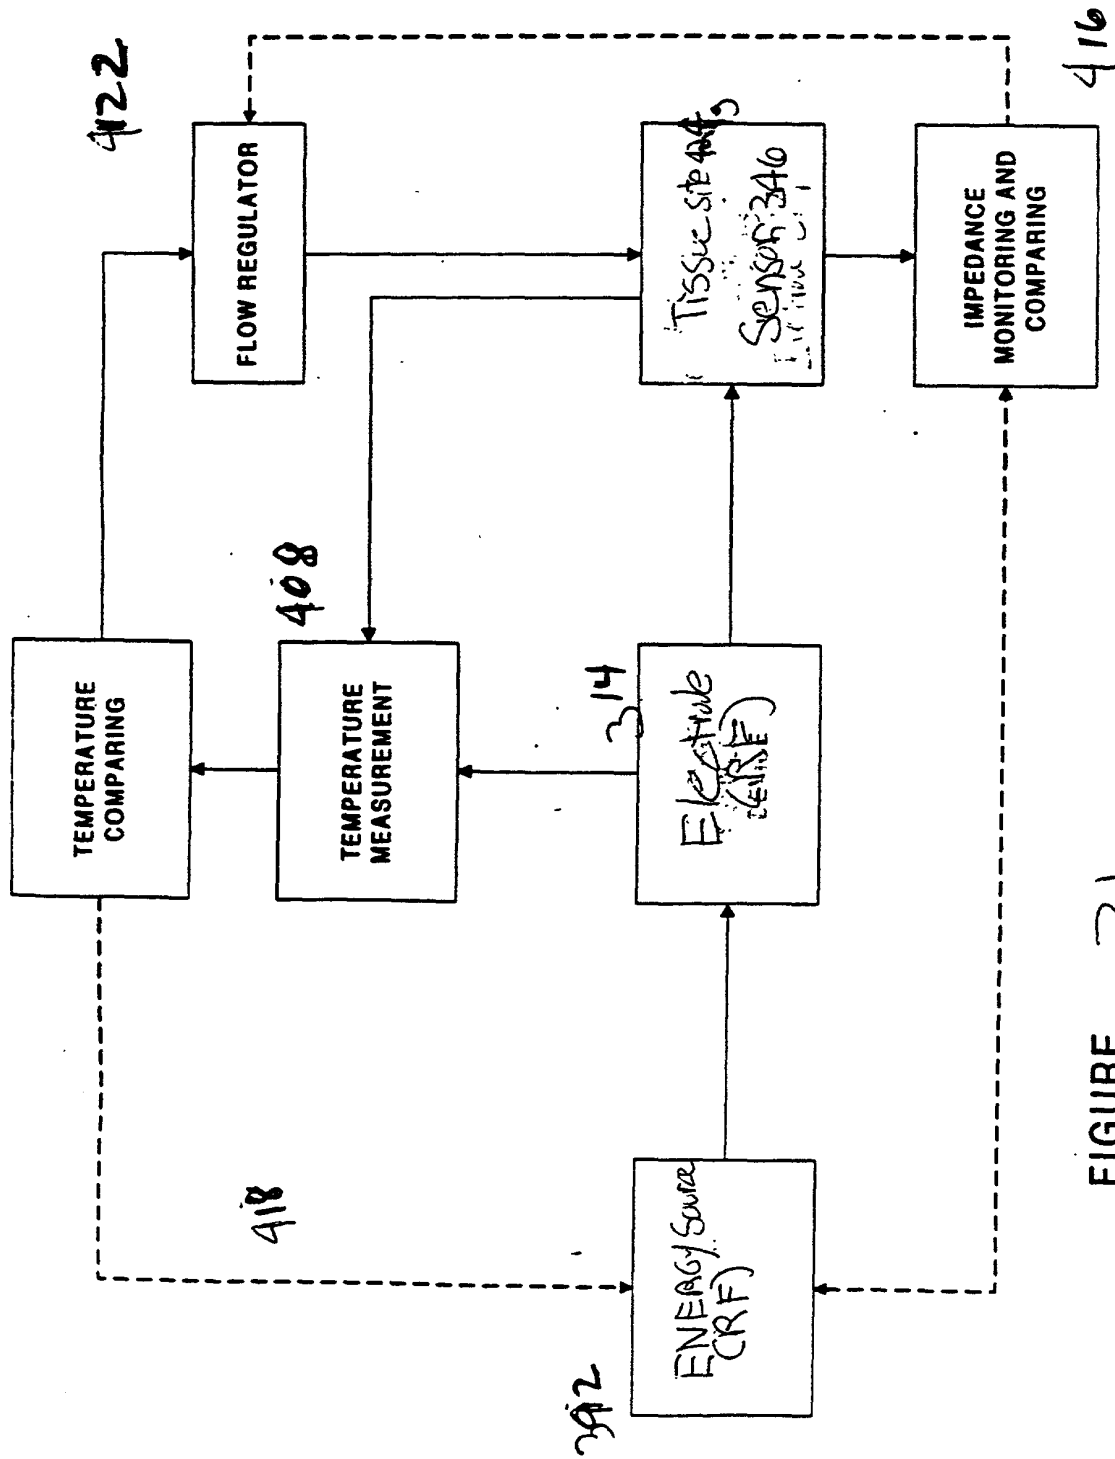 418
TEMPERATURE
COMPARING
422
FLOW REGULATOR
408
TEMPERATURE
MEASUREMENT
392
ENERGY Source
(RF)
314
Electrode
(RF)
Tissue site
Sensor 346
IMPEDANCE
MONITORING AND
COMPARING
416
FIGURE